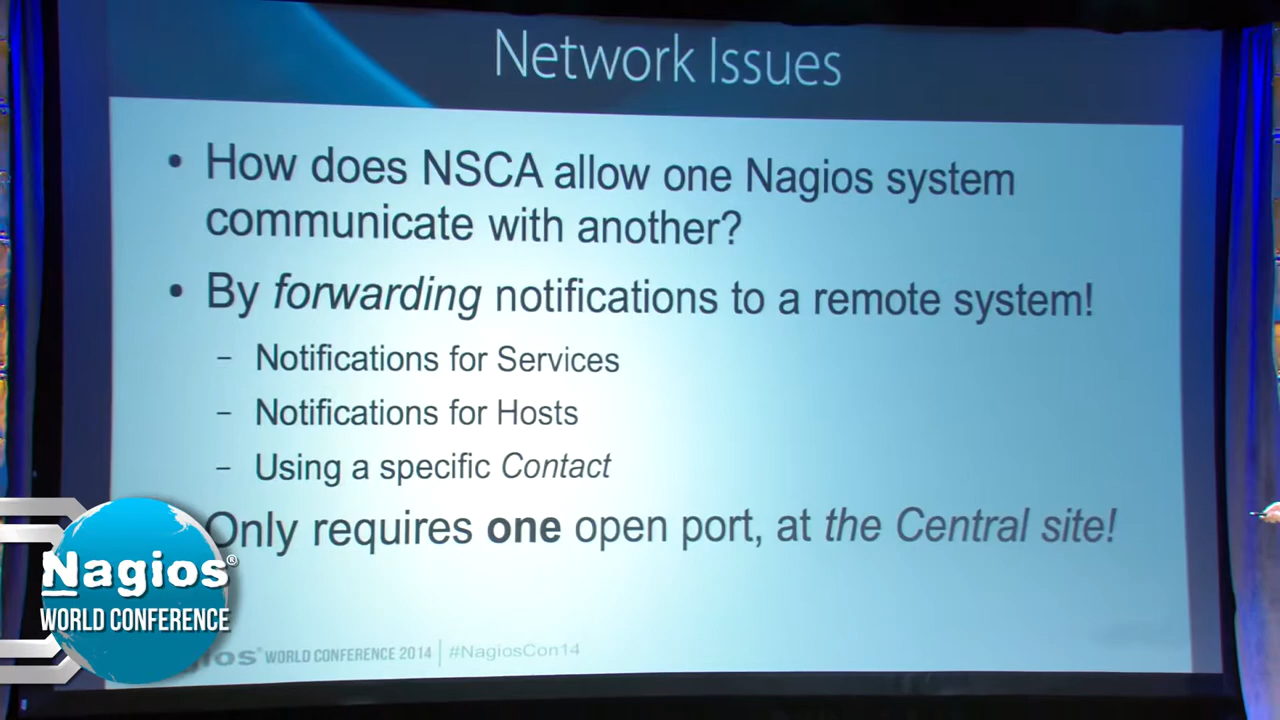 Network Issues
• How does NSCA allow one Nagios system
communicate with another?
• By forwarding notifications to a remote system!
– Notifications for Services
– Notifications for Hosts
– Using a specific Contact
Only requires one open port, at the Central site!
Nagios®
WORLD CONFERENCE
WORLD CONFERENCE 2014 | #NagiosCon14